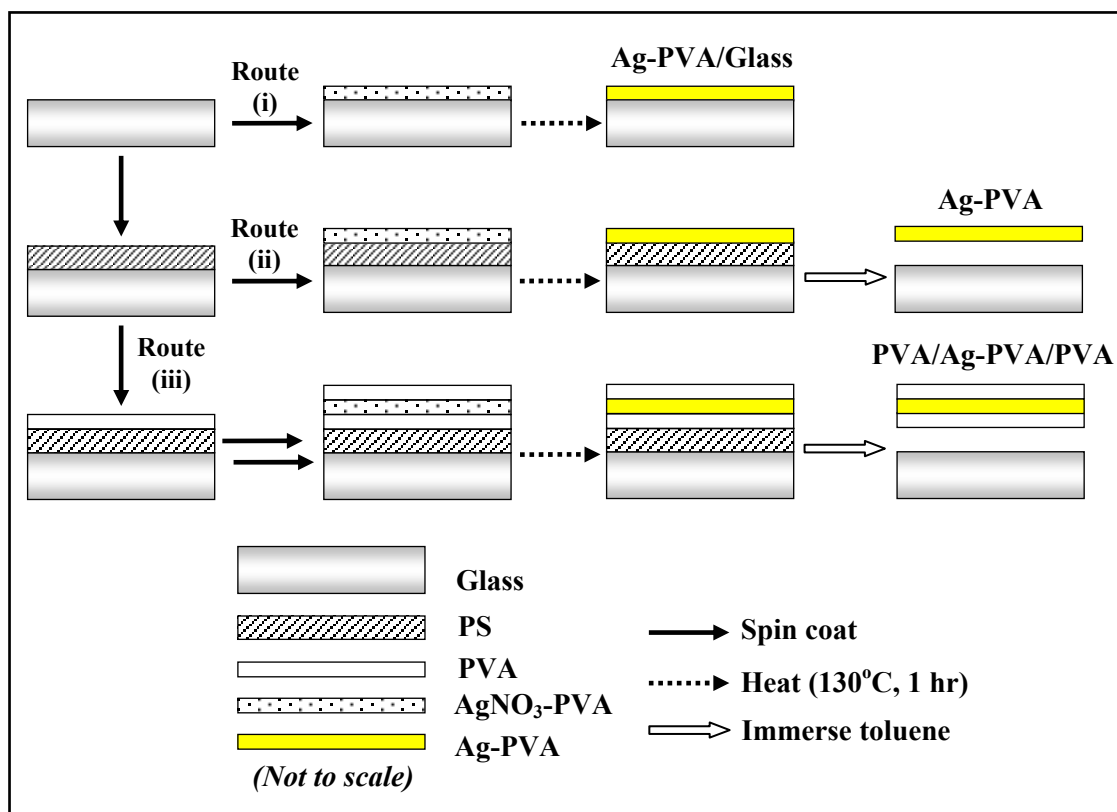 Route
(i)
Ag-PVA/Glass
Route
(ii)
Ag-PVA
Route
(iii)
PVA/Ag-PVA/PVA
Glass
PS
PVA
AgNO₃-PVA
Ag-PVA
(Not to scale)
Spin coat
Heat (130°C, 1 hr)
Immerse toluene